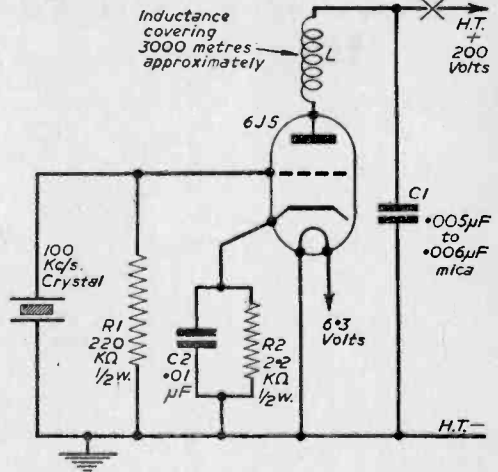 Inductance
covering
3000 metres
approximately
L
H.T.
+
200
Volts
6J5
C1
·005µF
to
·006µF
mica
100
Kc/s.
Crystal
R1
220
KΩ
1/2w.
C2
·01
µF
R2
2·2
KΩ
1/2w.
6·3
Volts
H.T.–